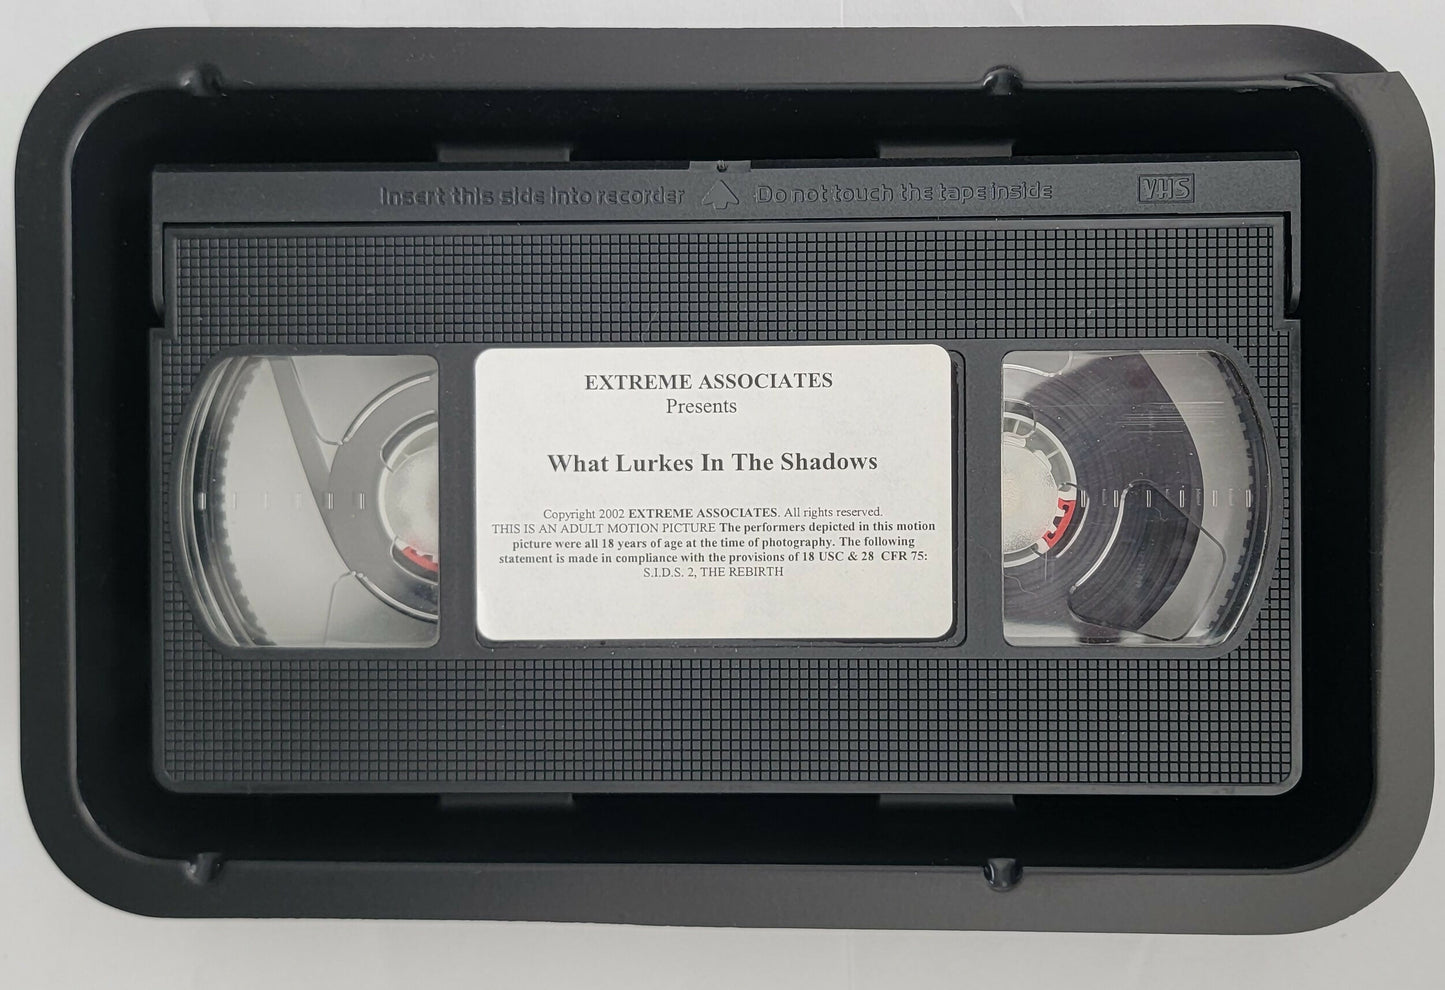 Insert this side into recorder Do not touch the tape inside VHS
EXTREME ASSOCIATES
Presents
What Lurkes In The Shadows
Copyright 2002 EXTREME ASSOCIATES. All rights reserved.
THIS IS AN ADULT MOTION PICTURE The performers depicted in this motion
picture were all 18 years of age at the time of photography. The following
statement is made in compliance with the provisions of 18 USC & 28 CFR 75:
S.I.D.S. 2, THE REBIRTH